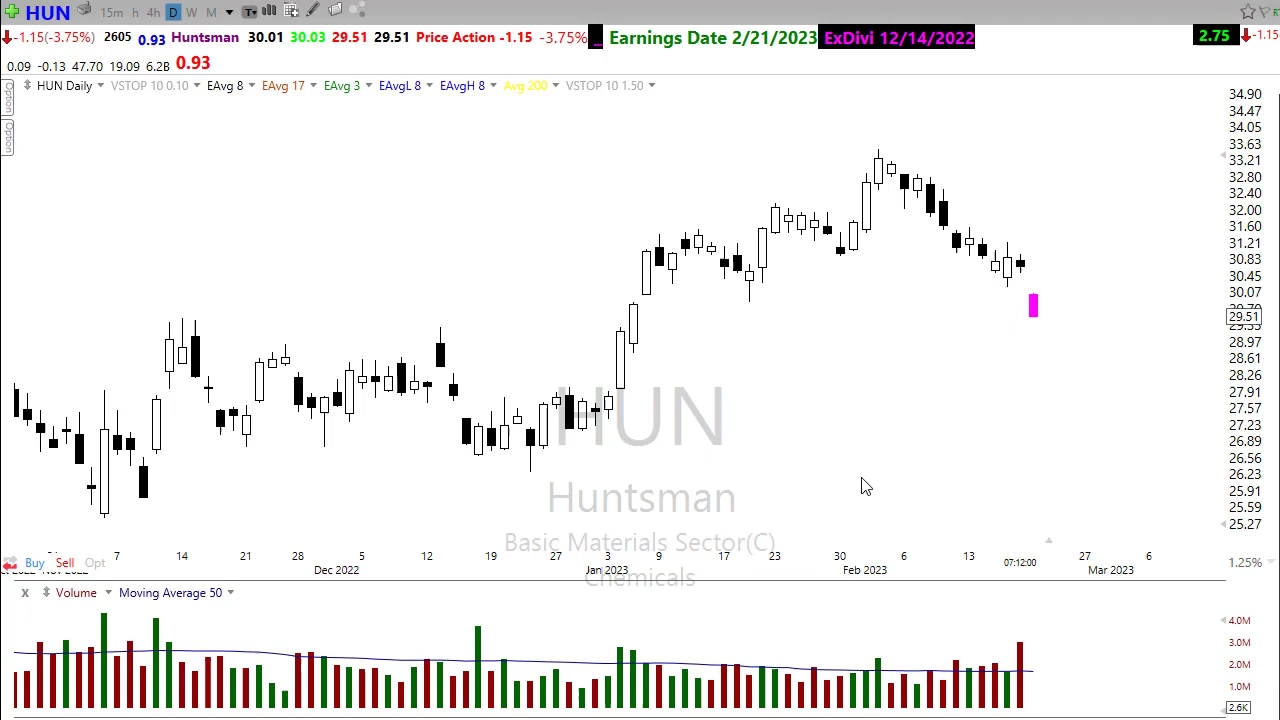 HUN 15m h 4h D W M
-1.15(-3.75%) 2605 0.93 Huntsman 30.01 30.03 29.51 29.51 Price Action -1.15 -3.75% Earnings Date 2/21/2023 ExDivi 12/14/2022 2.75 -1.15
0.09 -0.13 47.70 19.09 6.2B 0.93
HUN Daily VSTOP 10 0.10 EAvg 8 EAvg 17 EAvg 3 EAvgL 8 EAvgH 8 Avg 200 VSTOP 10 1.50
Option
Option
34.90
34.47
34.05
33.63
33.21
32.80
32.40
32.00
31.60
31.21
30.83
30.45
30.07
29.51
28.97
28.61
28.26
27.91
27.57
27.23
26.89
26.56
26.23
25.91
25.59
25.27
HUN
Huntsman
Basic Materials Sector(C)
Chemicals
7 14 21 28 5 12 19 27 3 9 17 23 30 6 13 27 6
Buy Sell Opt 07:12:00 1.25%
Nov 2022 Dec 2022 Jan 2023 Feb 2023 Mar 2023
x Volume Moving Average 50
4.0M
3.0M
2.0M
1.0M
2.6K